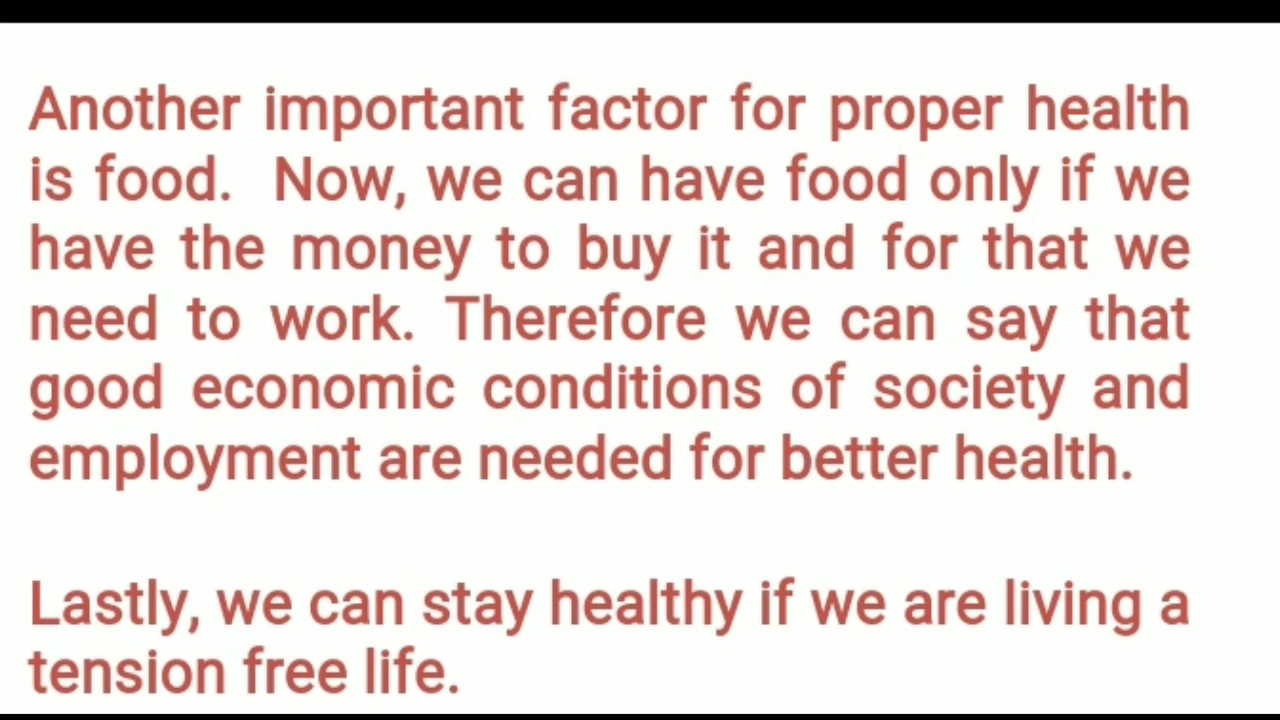 Another important factor for proper health
is food.  Now, we can have food only if we
have the money to buy it and for that we
need to work. Therefore we can say that
good economic conditions of society and
employment are needed for better health.
Lastly, we can stay healthy if we are living a
tension free life.